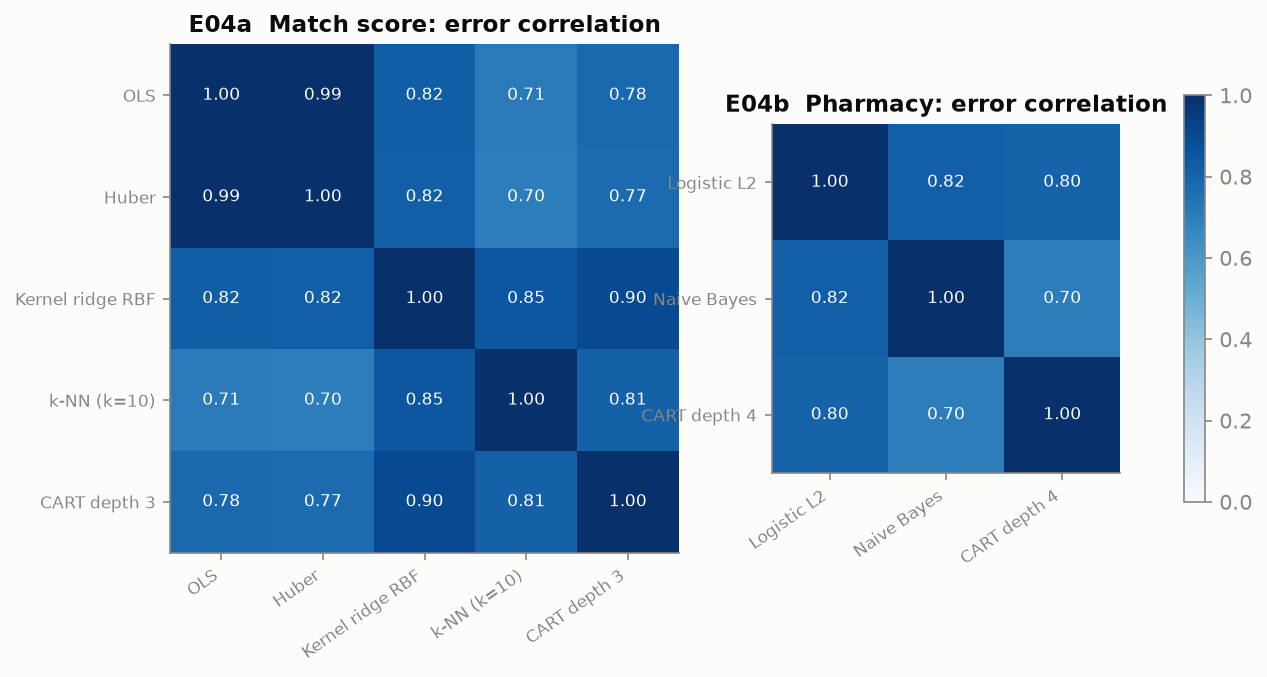 E04a  Match score: error correlation
OLS 1.00 0.99 0.82 0.71 0.78
Huber 0.99 1.00 0.82 0.70 0.77
Kernel ridge RBF 0.82 0.82 1.00 0.85 0.90
k-NN (k=10) 0.71 0.70 0.85 1.00 0.81
CART depth 3 0.78 0.77 0.90 0.81 1.00
OLS Huber Kernel ridge RBF k-NN (k=10) CART depth 3
E04b  Pharmacy: error correlation
Logistic L2 1.00 0.82 0.80
Naive Bayes 0.82 1.00 0.70
CART depth 4 0.80 0.70 1.00
Logistic L2 Naive Bayes CART depth 4
1.0
0.8
0.6
0.4
0.2
0.0